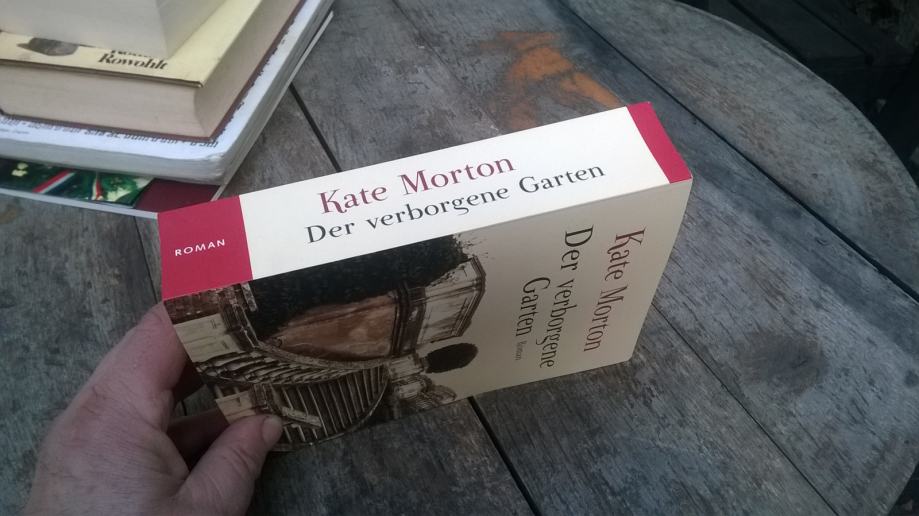 Rowohlt
ROMAN
Kate Morton
Der verborgene Garten
Kate Morton
Der verborgene
Garten
Roman